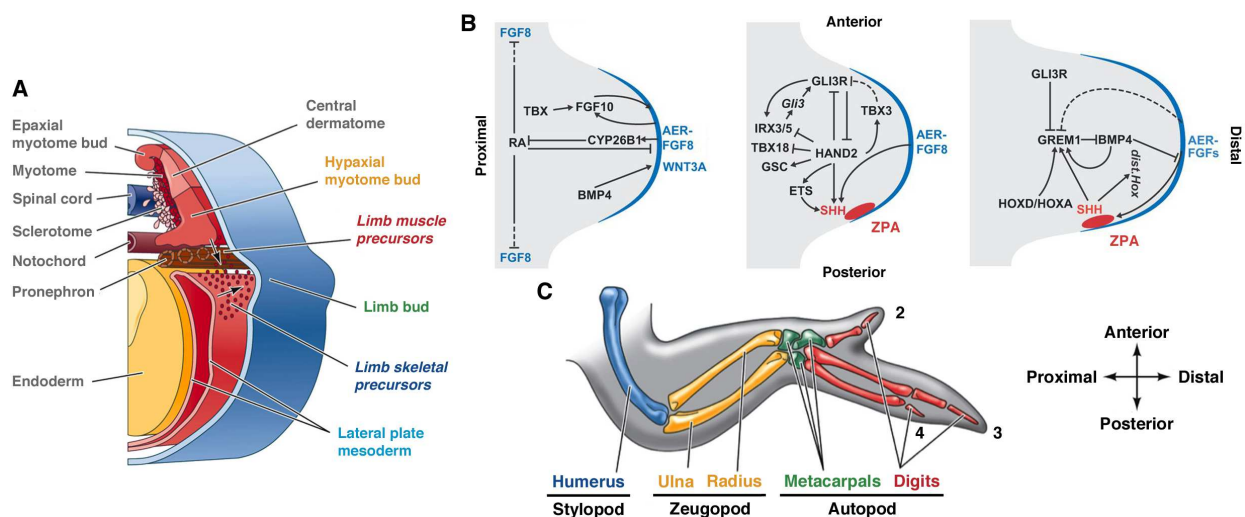 A
Epaxial
myotome bud
Myotome
Spinal cord
Sclerotome
Notochord
Pronephron
Endoderm
Central
dermatome
Hypaxial
myotome bud
Limb muscle
precursors
Limb bud
Limb skeletal
precursors
Lateral plate
mesoderm
B
Proximal
FGF8
TBX
FGF10
RA
CYP26B1
AER-
FGF8
WNT3A
BMP4
FGF8
Anterior
GLI3R
Gli3
TBX3
IRX3/5
TBX18
HAND2
GSC
ETS
SHH
AER-
FGF8
ZPA
Posterior
GLI3R
GREM1
BMP4
dist.Hox
HOXD/HOXA
SHH
ZPA
AER-
FGFs
Distal
C
2
4
3
Humerus
Ulna
Radius
Metacarpals
Digits
Stylopod
Zeugopod
Autopod
Anterior
Proximal
Distal
Posterior